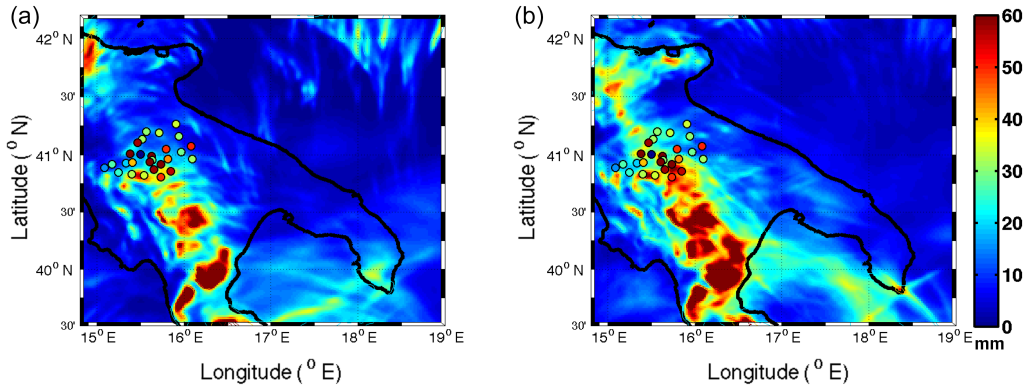 (a)
(b)
42° N
30'
41° N
30'
40° N
30'
15° E
16° E
17° E
18° E
19° E
Latitude (° N)
Longitude (° E)
42° N
30'
41° N
30'
40° N
30'
15° E
16° E
17° E
18° E
19° E
Latitude (° N)
Longitude (° E)
60
50
40
30
20
10
0
mm